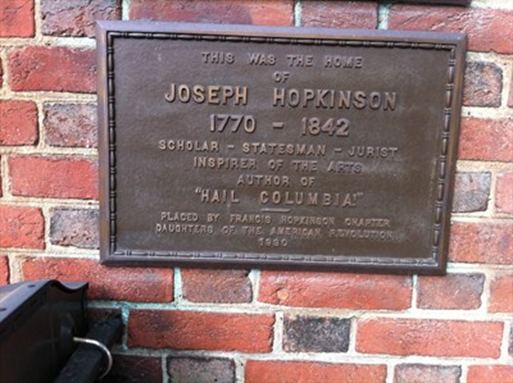 THIS WAS THE HOME
OF
JOSEPH HOPKINSON
1770 - 1842
SCHOLAR - STATESMAN - JURIST
INSPIRER OF THE ARTS
AUTHOR OF
"HAIL COLUMBIA!"
PLACED BY FRANCIS HOPKINSON CHAPTER
DAUGHTERS OF THE AMERICAN REVOLUTION
1930